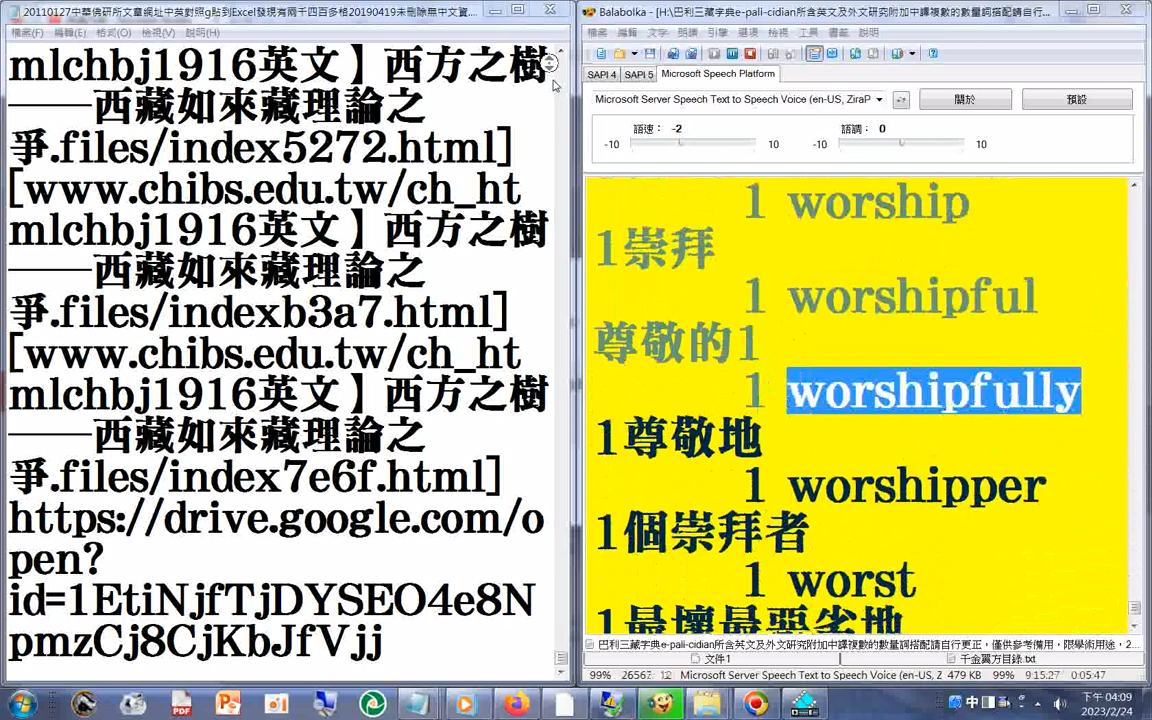 20110127中華佛研所文章網址中英對照g貼到Excel發現有兩千四百多格20190419未刪除無中文資...
檔案(F) 編輯(E) 格式(O) 檢視(V) 說明(H)
mlchbj1916英文】西方之樹
——西藏如來藏理論之
爭.files/index5272.html]
[www.chibs.edu.tw/ch_ht
mlchbj1916英文】西方之樹
——西藏如來藏理論之
爭.files/indexb3a7.html]
[www.chibs.edu.tw/ch_ht
mlchbj1916英文】西方之樹
——西藏如來藏理論之
爭.files/index7e6f.html]
https://drive.google.com/o
pen?
id=1EtiNjfTjDYSEO4e8N
pmzCj8CjKbJfVjj
Balabolka - [H:\巴利三藏字典e-pali-cidian所含英文及外文研究附加中譯複數的數量詞搭配請自行...
檔案 編輯 文字 朗讀 引擎 選項 檢視 工具 書籤 說明
SAPI 4 SAPI 5 Microsoft Speech Platform
Microsoft Server Speech Text to Speech Voice (en-US, ZiraP
關於 預設
語速： -2 語調： 0
-10 10 -10 10
1 worship
1崇拜
1 worshipful
尊敬的1
1 worshipfully
1尊敬地
1 worshipper
1個崇拜者
1 worst
1最壞最惡劣地
巴利三藏字典e-pali-cidian所含英文及外文研究附加中譯複數的數量詞搭配請自行更正，僅供參考備用，限學術用途，2...
文件1 千金翼方目錄.txt
99% 26567 Microsoft Server Speech Text to Speech Voice (en-US, Z 479 KB 99% 9:15:27 0:05:47
PDF
中
下午 04:09
2023/2/24